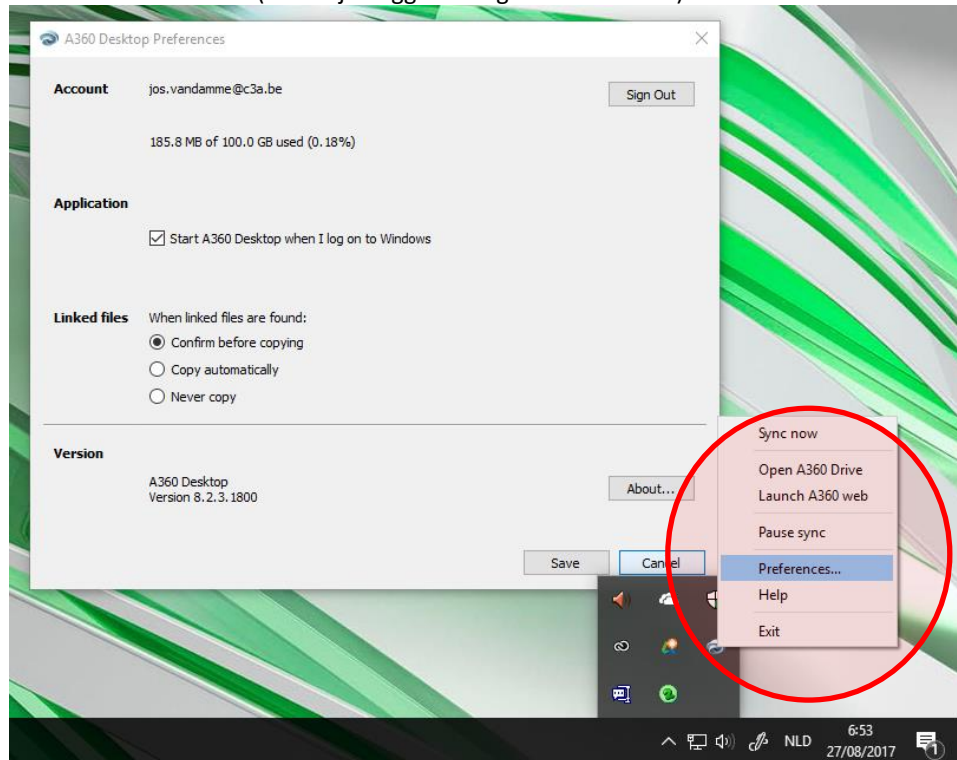 A360 Desktop Preferences
Account jos.vandamme@c3a.be
Sign Out
185.8 MB of 100.0 GB used (0.18%)
Application
Start A360 Desktop when I log on to Windows
Linked files When linked files are found:
Confirm before copying
Copy automatically
Never copy
Version
A360 Desktop
Version 8.2.3.1800
About...
Save Cancel
Sync now
Open A360 Drive
Launch A360 web
Pause sync
Preferences...
Help
Exit
NLD
6:53
27/08/2017
1